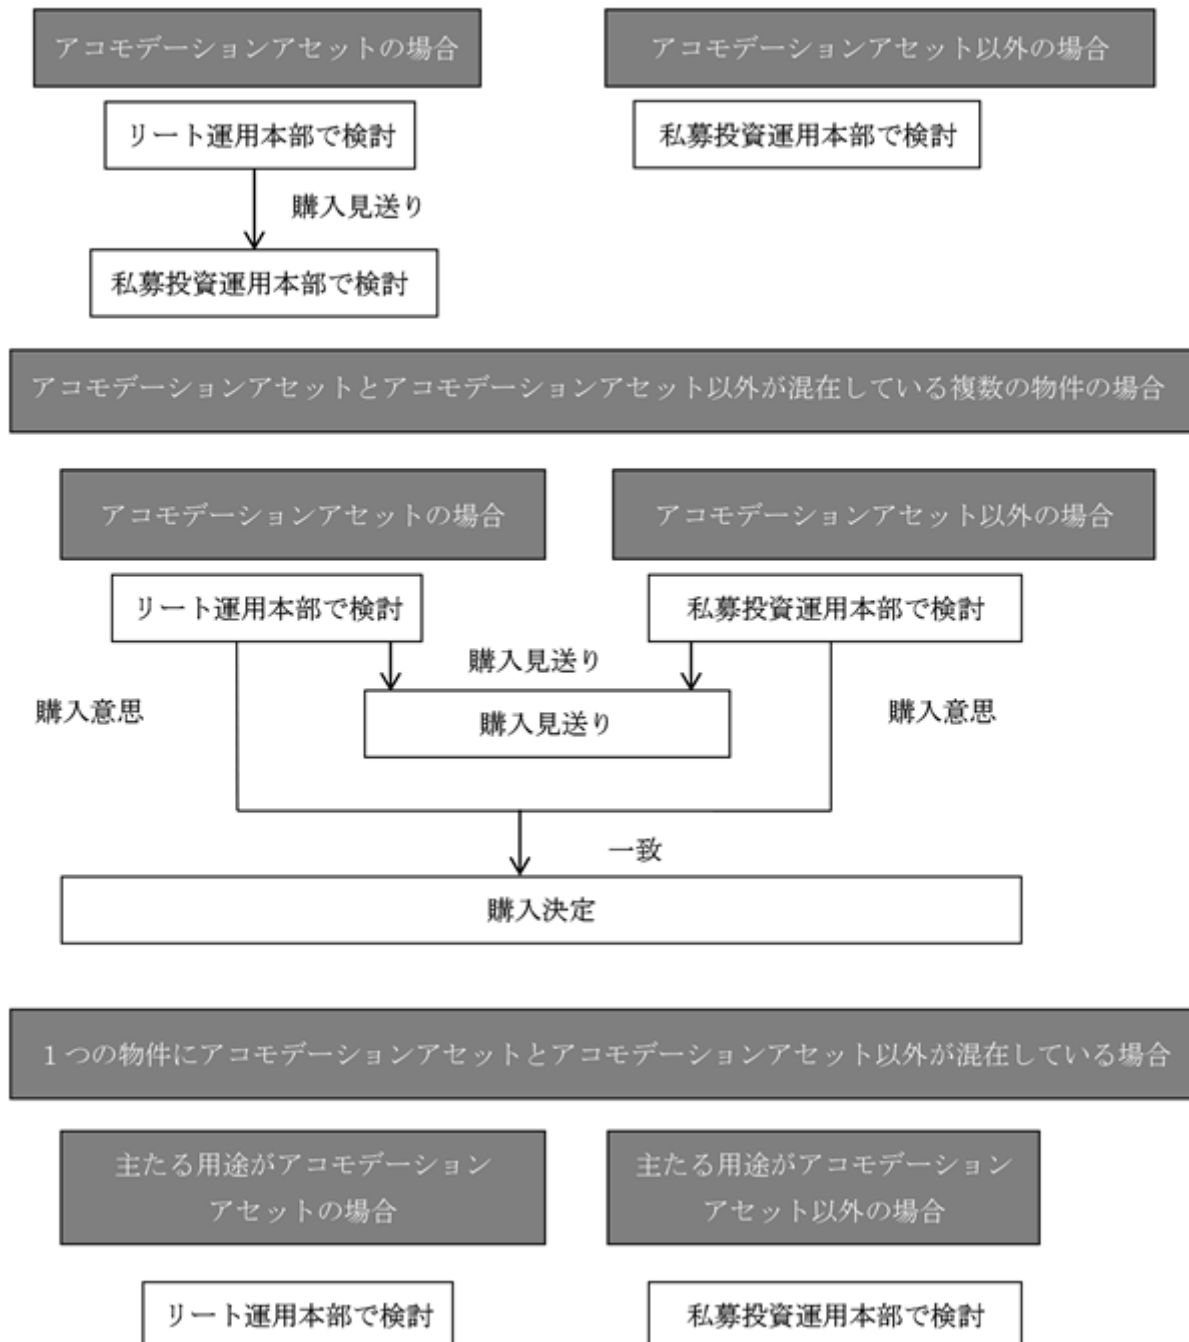 アコモデーションアセットの場合
アコモデーションアセット以外の場合
リート運用本部で検討
私募投資運用本部で検討
購入見送り
私募投資運用本部で検討
アコモデーションアセットとアコモデーションアセット以外が混在している複数の物件の場合
アコモデーションアセットの場合
アコモデーションアセット以外の場合
リート運用本部で検討
私募投資運用本部で検討
購入見送り
購入意思
購入見送り
購入意思
一致
購入決定
1つの物件にアコモデーションアセットとアコモデーションアセット以外が混在している場合
主たる用途がアコモデーション
アセットの場合
主たる用途がアコモデーション
アセット以外の場合
リート運用本部で検討
私募投資運用本部で検討